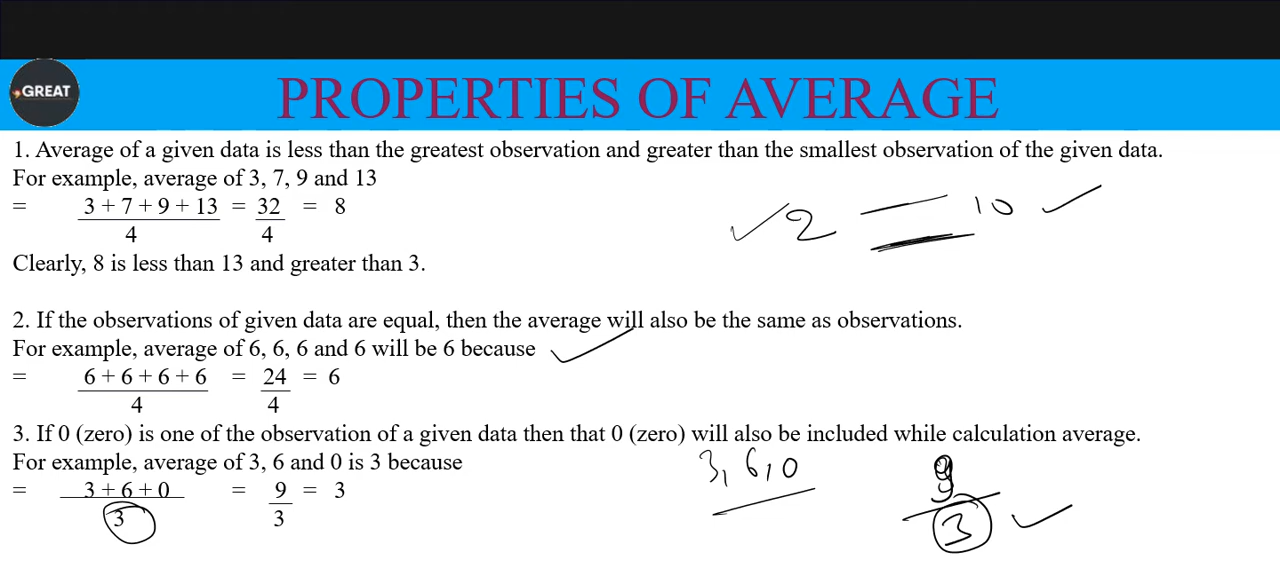 GREAT
PROPERTIES OF AVERAGE
1. Average of a given data is less than the greatest observation and greater than the smallest observation of the given data.
For example, average of 3, 7, 9 and 13
= 3 + 7 + 9 + 13 = 32 = 8
4 4
2 10
Clearly, 8 is less than 13 and greater than 3.
2. If the observations of given data are equal, then the average will also be the same as observations.
For example, average of 6, 6, 6 and 6 will be 6 because
= 6 + 6 + 6 + 6 = 24 = 6
4 4
3. If 0 (zero) is one of the observation of a given data then that 0 (zero) will also be included while calculation average.
For example, average of 3, 6 and 0 is 3 because
3, 6, 0
= 3 + 6 + 0 = 9 = 3
3 3
9
3